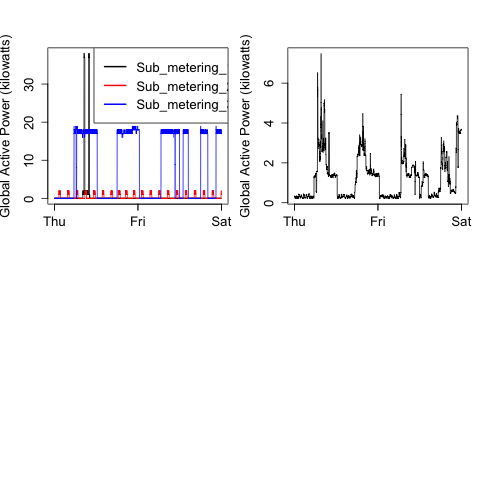 Global Active Power (kilowatts)
0
10
20
30
Sub_metering_
Sub_metering_
Sub_metering_
Thu
Fri
Sat
Global Active Power (kilowatts)
0
2
4
6
Thu
Fri
Sat